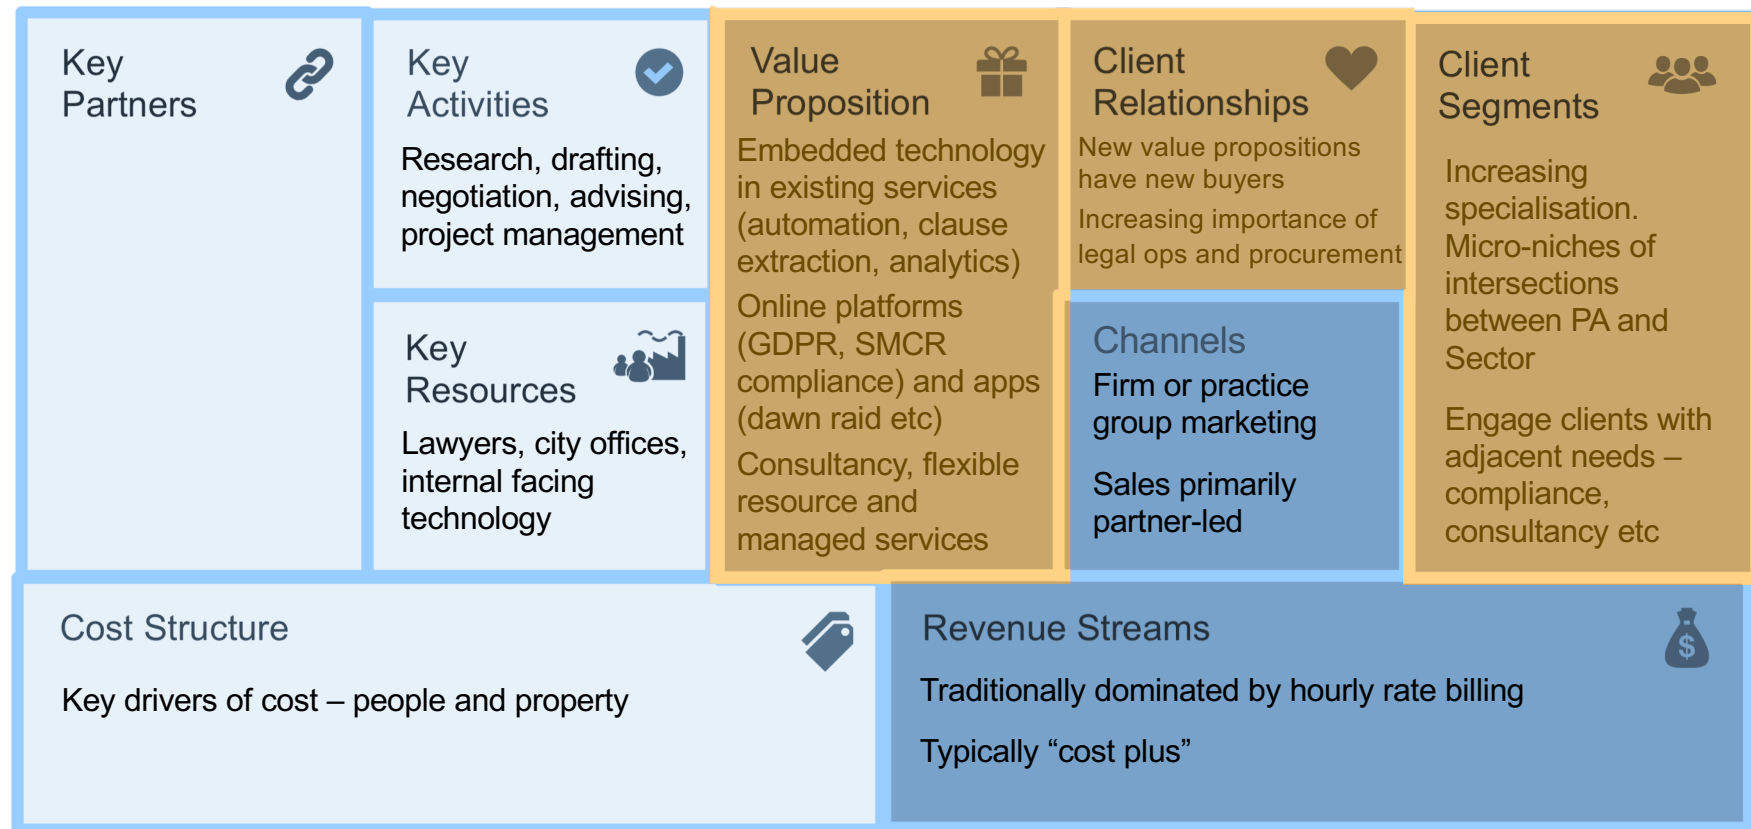 Key
Partners
Key
Activities
Research, drafting,
negotiation, advising,
project management
Key
Resources
Lawyers, city offices,
internal facing
technology
Value
Proposition
Embedded technology
in existing services
(automation, clause
extraction, analytics)
Online platforms
(GDPR, SMCR
compliance) and apps
(dawn raid etc)
Consultancy, flexible
resource and
managed services
Client
Relationships
New value propositions
have new buyers
Increasing importance of
legal ops and procurement
Channels
Firm or practice
group marketing
Sales primarily
partner-led
Client
Segments
Increasing
specialisation.
Micro-niches of
intersections
between PA and
Sector
Engage clients with
adjacent needs –
compliance,
consultancy etc
Cost Structure
Key drivers of cost – people and property
Revenue Streams
$
Traditionally dominated by hourly rate billing
Typically “cost plus”